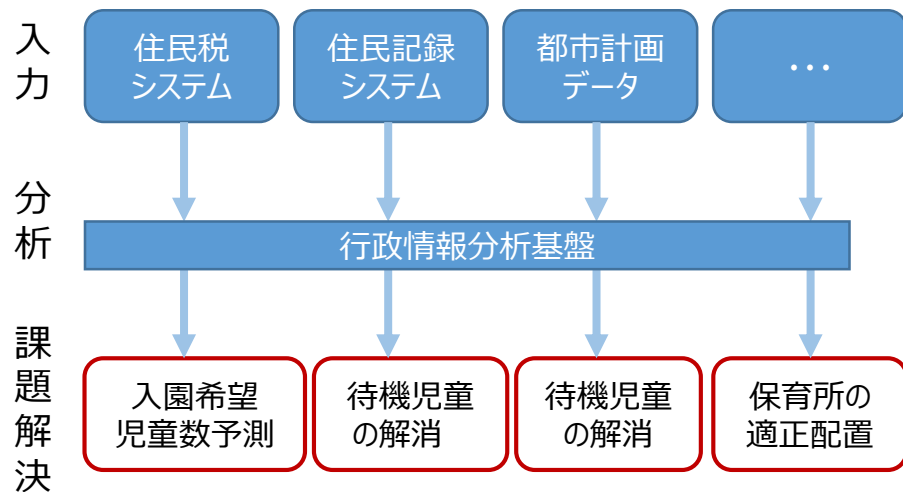 入力
住民税
システム
住民記録
システム
都市計画
データ
…
分析
行政情報分析基盤
課題解決
入園希望
児童数予測
待機児童
の解消
待機児童
の解消
保育所の
適正配置